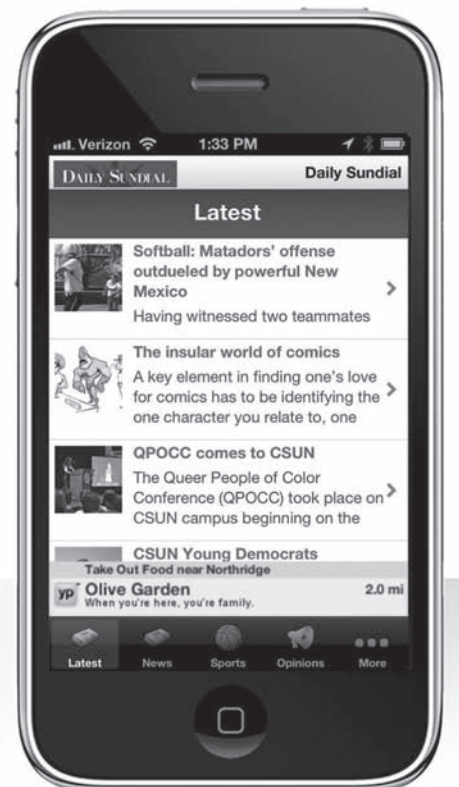 Verizon 1:33 PM
DAILY SUNDIAL Daily Sundial
Latest
Softball: Matadors' offense
outdueled by powerful New
Mexico
Having witnessed two teammates
The insular world of comics
A key element in finding one's love
for comics has to be identifying the
one character you relate to, one
QPOCC comes to CSUN
The Queer People of Color
Conference (QPOCC) took place on
CSUN campus beginning on the
CSUN Young Democrats
Take Out Food near Northridge
yp Olive Garden 2.0 mi
When you're here, you're family.
Latest News Sports Opinions More